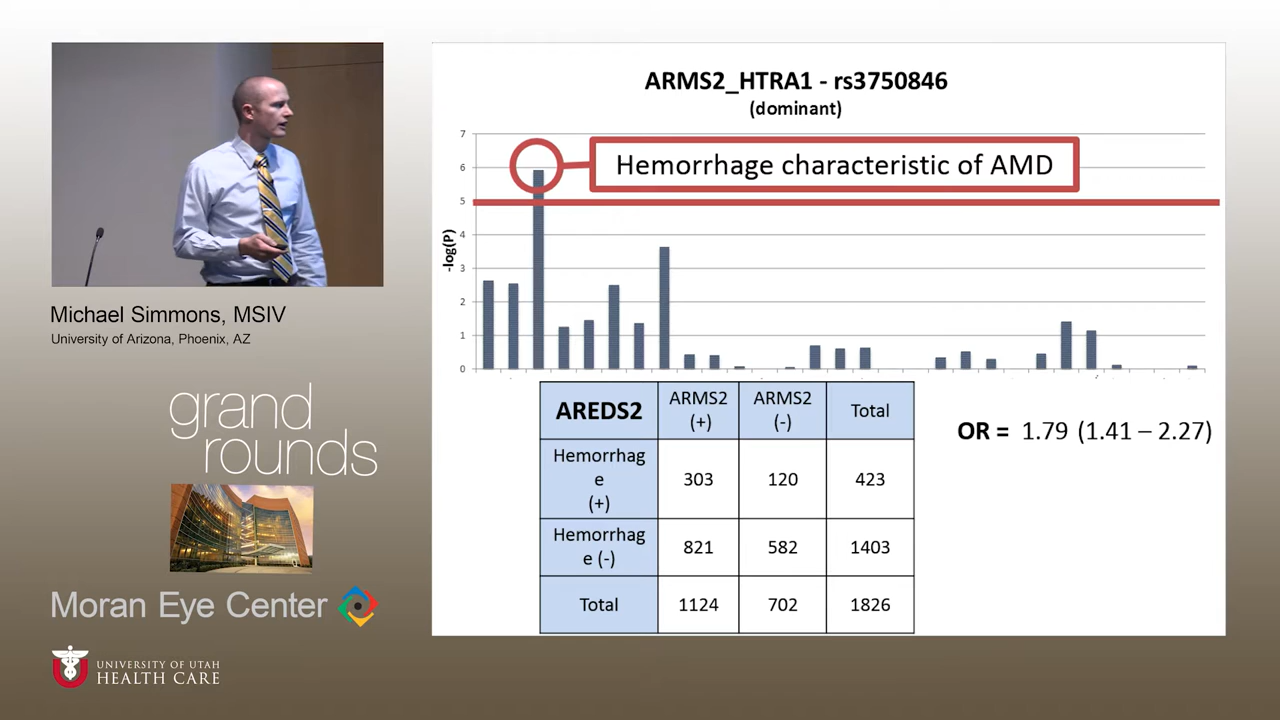 ARMS2_HTRA1 - rs3750846
(dominant)
7
6
5
4
3
2
1
0
-log(P)
Hemorrhage characteristic of AMD
Michael Simmons, MSIV
University of Arizona, Phoenix, AZ
grand
rounds
Moran Eye Center
UNIVERSITY OF UTAH
HEALTH CARE
AREDS2
ARMS2
(+)
ARMS2
(-)
Total
Hemorrhag
e
(+)
303
120
423
Hemorrhag
e (-)
821
582
1403
Total
1124
702
1826
OR = 1.79 (1.41 – 2.27)